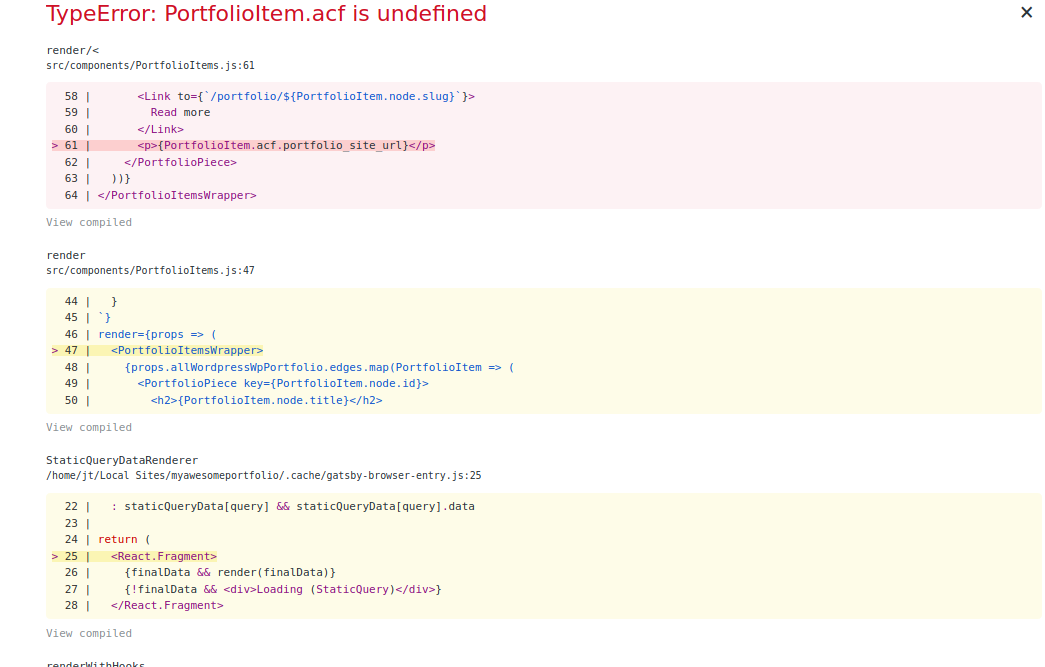 TypeError: PortfolioItem.acf is undefined
×
render/<
src/components/PortfolioItems.js:61
58 |       <Link to={`/portfolio/${PortfolioItem.node.slug}`}>
59 |         Read more
60 |       </Link>
> 61 |       <p>{PortfolioItem.acf.portfolio_site_url}</p>
62 |     </PortfolioPiece>
63 |   ))}
64 | </PortfolioItemsWrapper>
View compiled
render
src/components/PortfolioItems.js:47
44 |   }
45 | `}
46 | render={props => (
> 47 |   <PortfolioItemsWrapper>
48 |     {props.allWordpressWpPortfolio.edges.map(PortfolioItem => (
49 |       <PortfolioPiece key={PortfolioItem.node.id}>
50 |         <h2>{PortfolioItem.node.title}</h2>
View compiled
StaticQueryDataRenderer
/home/jt/Local Sites/myawesomeportfolio/.cache/gatsby-browser-entry.js:25
22 |   : staticQueryData[query] && staticQueryData[query].data
23 |
24 | return (
> 25 |   <React.Fragment>
26 |     {finalData && render(finalData)}
27 |     {!finalData && <div>Loading (StaticQuery)</div>}
28 |   </React.Fragment>
View compiled
renderWithHooks